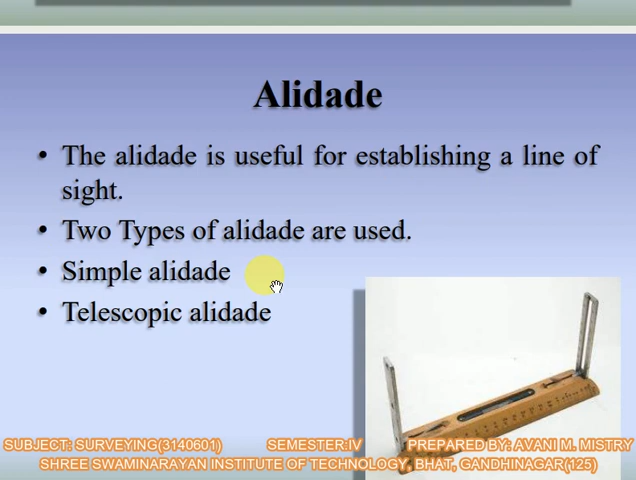 Alidade
• The alidade is useful for establishing a line of
sight.
• Two Types of alidade are used.
• Simple alidade
• Telescopic alidade
SUBJECT: SURVEYING(3140601) SEMESTER:IV PREPARED BY: AVANI M. MISTRY
SHREE SWAMINARAYAN INSTITUTE OF TECHNOLOGY, BHAT, GANDHINAGAR(125)